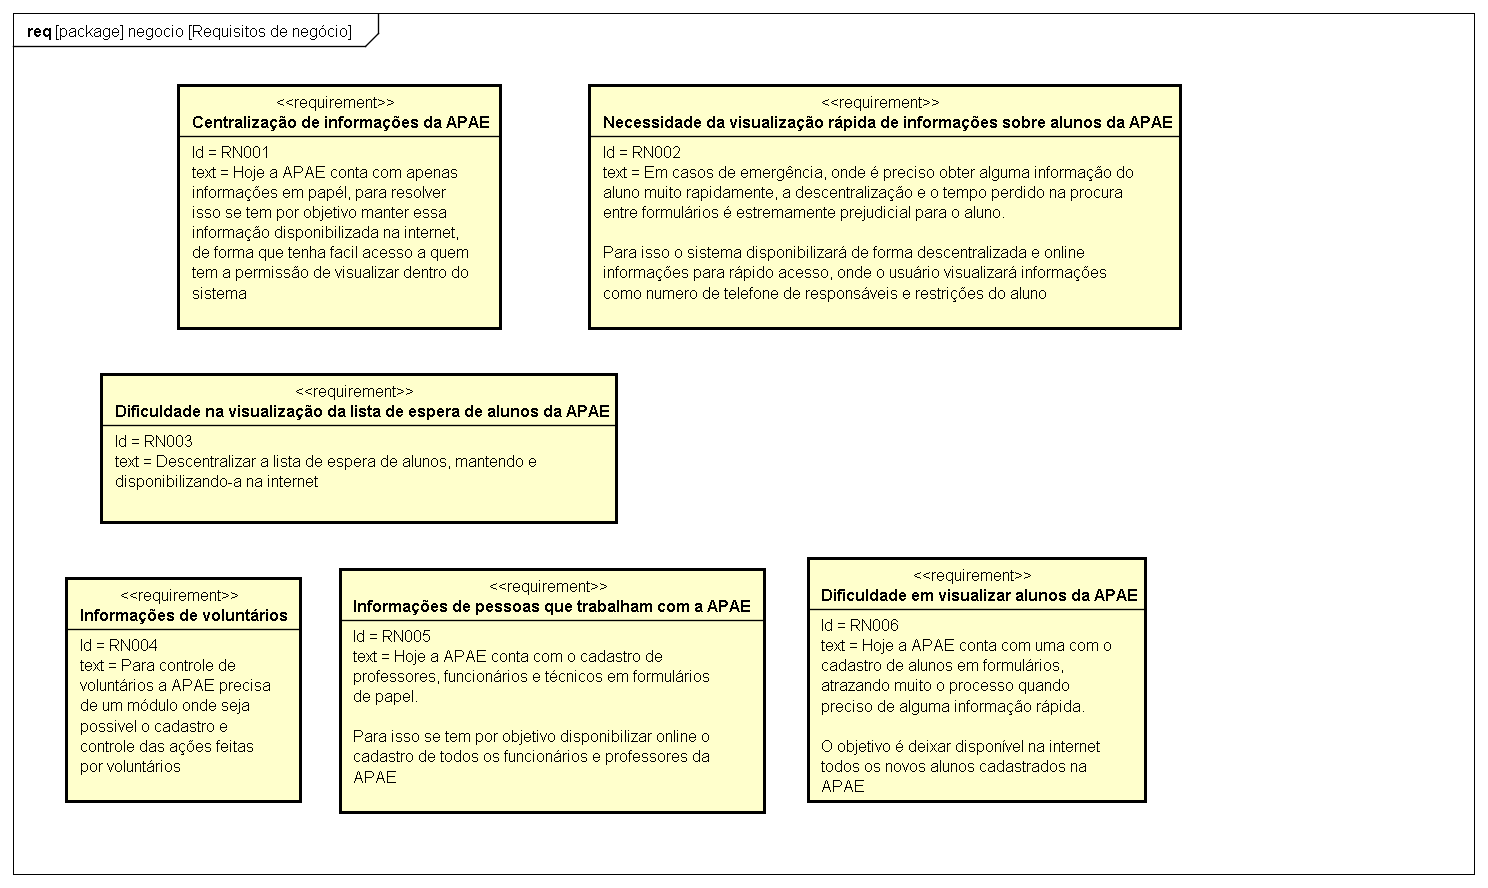 req [package] negocio [Requisitos de negócio]
<<requirement>>
Centralização de informações da APAE
Id = RN001
text = Hoje a APAE conta com apenas
informações em papél, para resolver
isso se tem por objetivo manter essa
informação disponibilizada na internet,
de forma que tenha facil acesso a quem
tem a permissão de visualizar dentro do
sistema
<<requirement>>
Necessidade da visualização rápida de informações sobre alunos da APAE
Id = RN002
text = Em casos de emergência, onde é preciso obter alguma informação do
aluno muito rapidamente, a descentralização e o tempo perdido na procura
entre formulários é estremamente prejudicial para o aluno.
Para isso o sistema disponibilizará de forma descentralizada e online
informações para rápido acesso, onde o usuário visualizará informações
como numero de telefone de responsáveis e restrições do aluno
<<requirement>>
Dificuldade na visualização da lista de espera de alunos da APAE
Id = RN003
text = Descentralizar a lista de espera de alunos, mantendo e
disponibilizando-a na internet
<<requirement>>
Informações de voluntários
Id = RN004
text = Para controle de
voluntários a APAE precisa
de um módulo onde seja
possivel o cadastro e
controle das ações feitas
por voluntários
<<requirement>>
Informações de pessoas que trabalham com a APAE
Id = RN005
text = Hoje a APAE conta com o cadastro de
professores, funcionários e técnicos em formulários
de papel.
Para isso se tem por objetivo disponibilizar online o
cadastro de todos os funcionários e professores da
APAE
<<requirement>>
Dificuldade em visualizar alunos da APAE
Id = RN006
text = Hoje a APAE conta com uma com o
cadastro de alunos em formulários,
atrazando muito o processo quando
preciso de alguma informação rápida.
O objetivo é deixar disponível na internet
todos os novos alunos cadastrados na
APAE